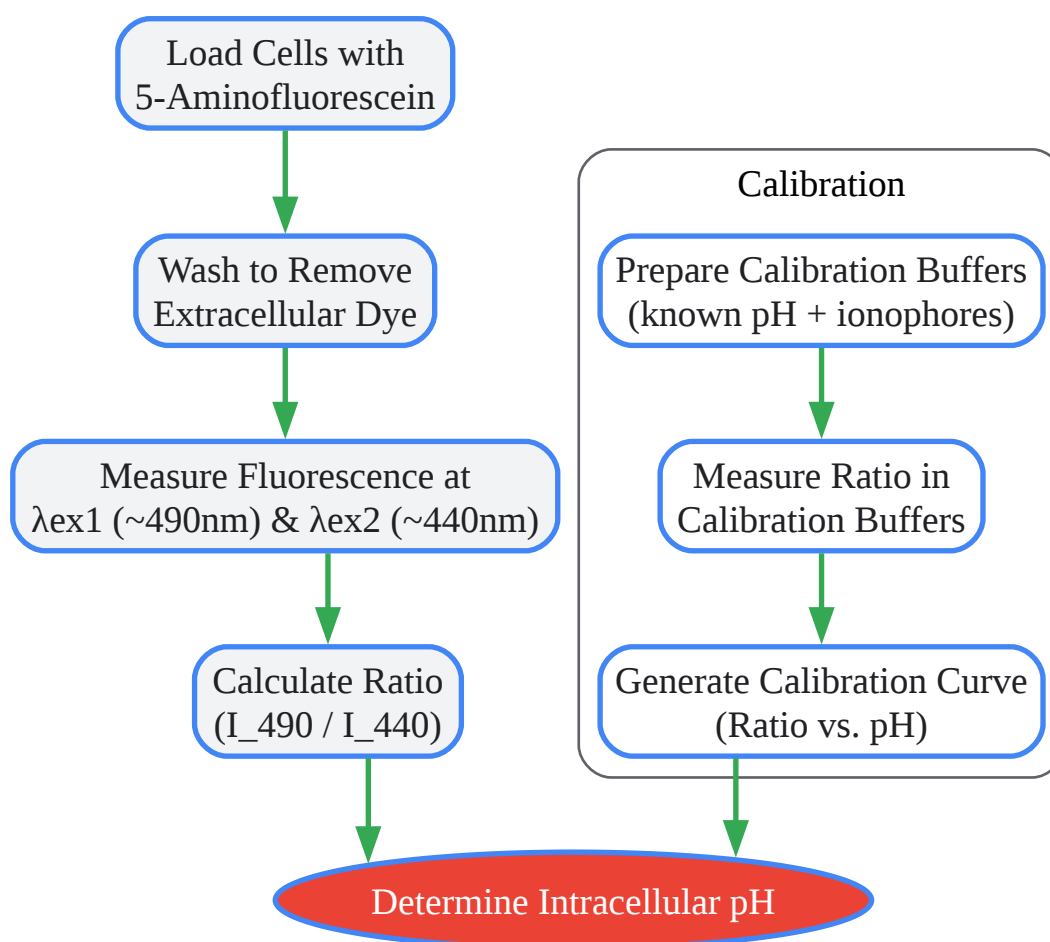 Load Cells with
5-Aminofluorescein
Wash to Remove
Extracellular Dye
Measure Fluorescence at
λex1 (~490nm) & λex2 (~440nm)
Calculate Ratio
(I_490 / I_440)
Calibration
Prepare Calibration Buffers
(known pH + ionophores)
Measure Ratio in
Calibration Buffers
Generate Calibration Curve
(Ratio vs. pH)
Determine Intracellular pH